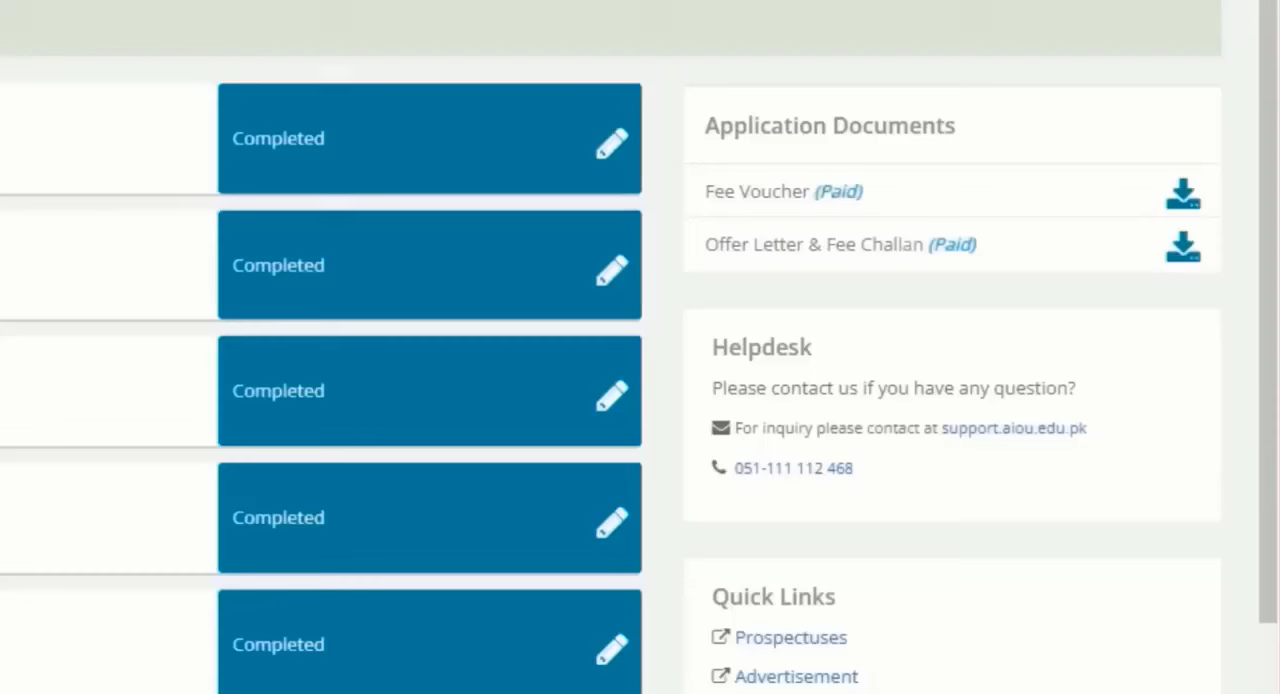 Completed
Completed
Completed
Completed
Completed
Application Documents
Fee Voucher (Paid)
Offer Letter & Fee Challan (Paid)
Helpdesk
Please contact us if you have any question?
For inquiry please contact at support.aiou.edu.pk
051-111 112 468
Quick Links
Prospectuses
Advertisement